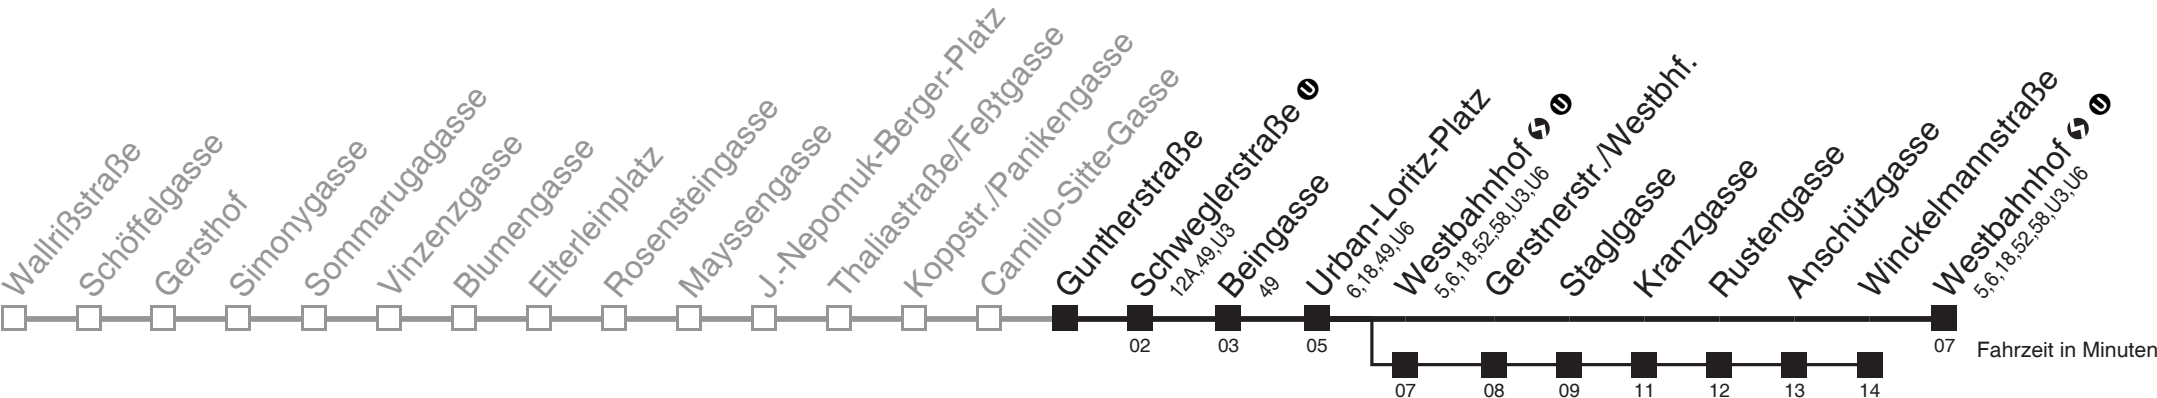 Wallrißstraße
Schöffelgasse
Gersthof
Simonygasse
Sommarugagasse
Vinzenzgasse
Blumengasse
Elterleinplatz
Rosensteingasse
Mayssengasse
J.-Nepomuk-Berger-Platz
Thaliastraße/Feßtgasse
Koppstr./Panikengasse
Camillo-Sitte-Gasse
Guntherstraße
Schweglerstraße U
12A,49,U3
Beingasse
49
Urban-Loritz-Platz
6,18,49,U6
Westbahnhof U
5,6,18,52,58,U3,U6
Gerstnerstr./Westbhf.
Staglgasse
Kranzgasse
Rustengasse
Anschützgasse
Winckelmannstraße
Westbahnhof U
5,6,18,52,58,U3,U6
02
03
05
07 Fahrzeit in Minuten
07
08
09
11
12
13
14